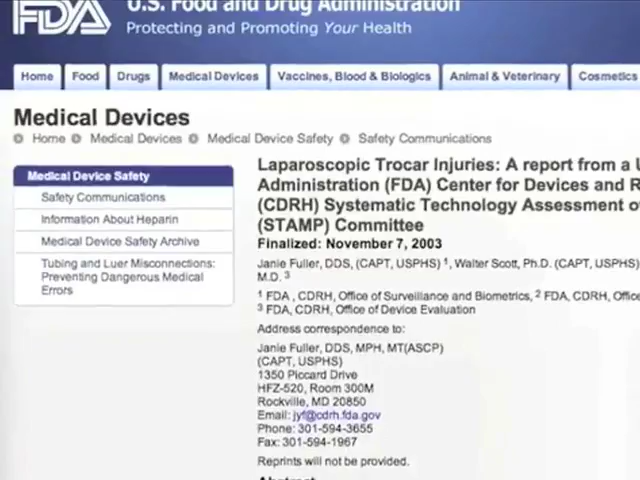 FDA
U.S. Food and Drug Administration
Protecting and Promoting Your Health
Home Food Drugs Medical Devices Vaccines, Blood & Biologics Animal & Veterinary Cosmetics
Medical Devices
Home Medical Devices Medical Device Safety Safety Communications
Medical Device Safety
Safety Communications
Information About Heparin
Medical Device Safety Archive
Tubing and Luer Misconnections:
Preventing Dangerous Medical
Errors
Laparoscopic Trocar Injuries: A report from a
Administration (FDA) Center for Devices and
(CDRH) Systematic Technology Assessment
(STAMP) Committee
Finalized: November 7, 2003
Janie Fuller, DDS, (CAPT, USPHS) ¹, Walter Scott, Ph.D. (CAPT, USPHS)
M.D. ³
¹ FDA , CDRH, Office of Surveillance and Biometrics, ² FDA, CDRH,
³ FDA, CDRH, Office of Device Evaluation
Address correspondence to:
Janie Fuller, DDS, MPH, MT(ASCP)
(CAPT, USPHS)
1350 Piccard Drive
HFZ-520, Room 300M
Rockville, MD 20850
Email: jyf@cdrh.fda.gov
Phone: 301-594-3655
Fax: 301-594-1967
Reprints will not be provided.